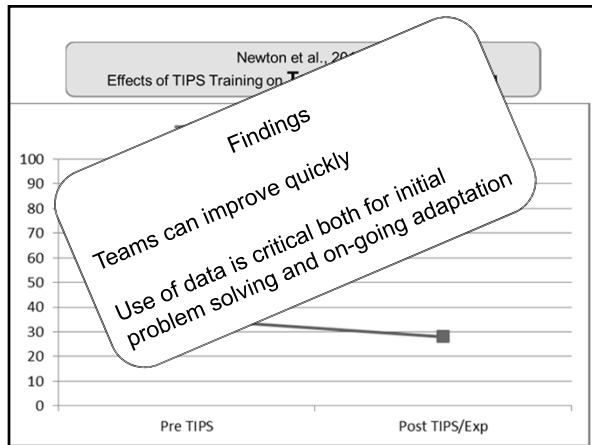 Newton et al.,
Effects of TIPS Training on
Findings
Teams can improve quickly
Use of data is critical both for initial
problem solving and on-going adaptation
100
90
80
70
60
50
40
30
20
10
0
Pre TIPS
Post TIPS/Exp